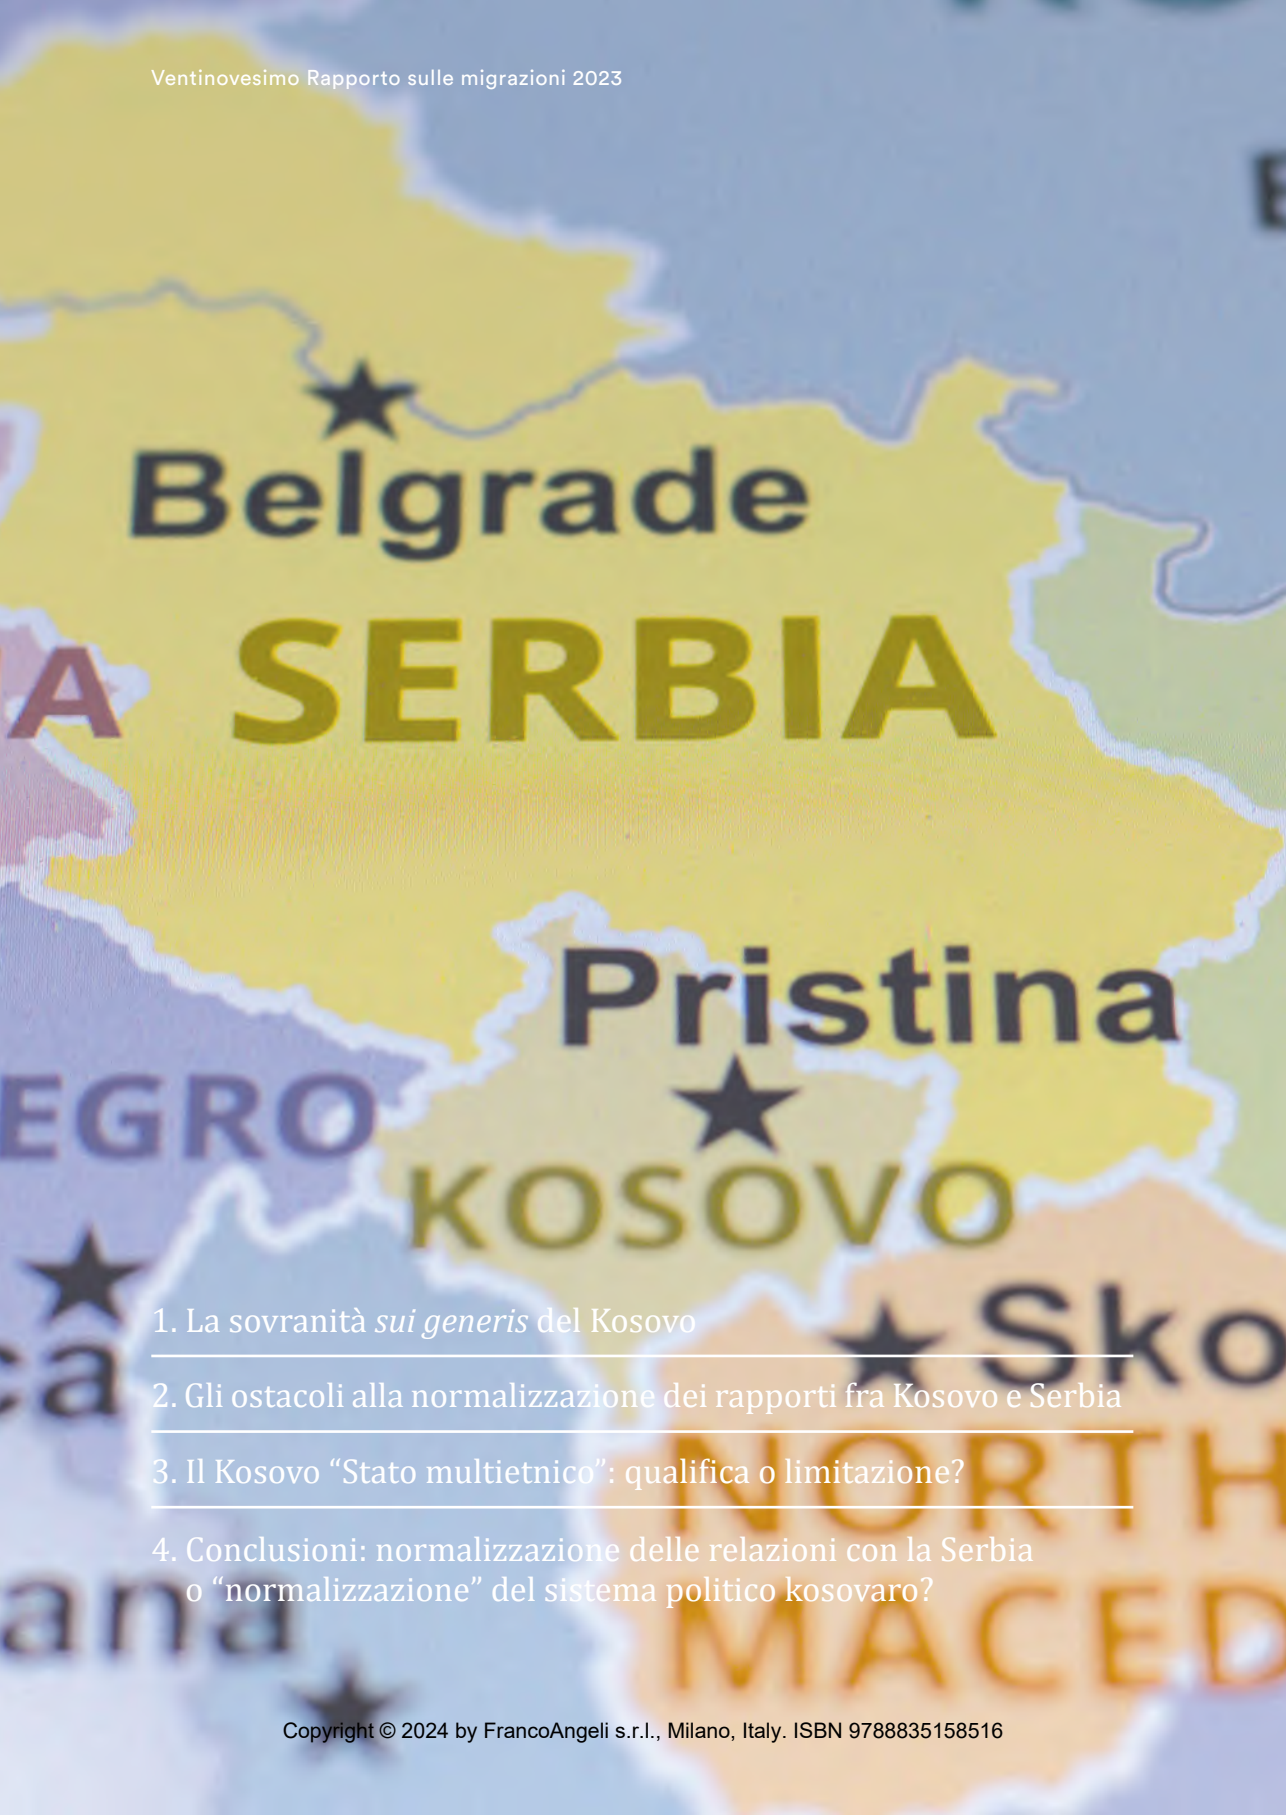 Ventinovesimo Rapporto sulle migrazioni 2023
Belgrade
SERBIA
A
Pristina
EGRO
KOSOVO
Sko
ca
1. La sovranità sui generis del Kosovo
2. Gli ostacoli alla normalizzazione dei rapporti fra Kosovo e Serbia
3. Il Kosovo “Stato multietnico”: qualifica o limitazione?
NORTH
4. Conclusioni: normalizzazione delle relazioni con la Serbia
o “normalizzazione” del sistema politico kosovaro?
ana
MACED
Copyright © 2024 by FrancoAngeli s.r.l., Milano, Italy. ISBN 9788835158516